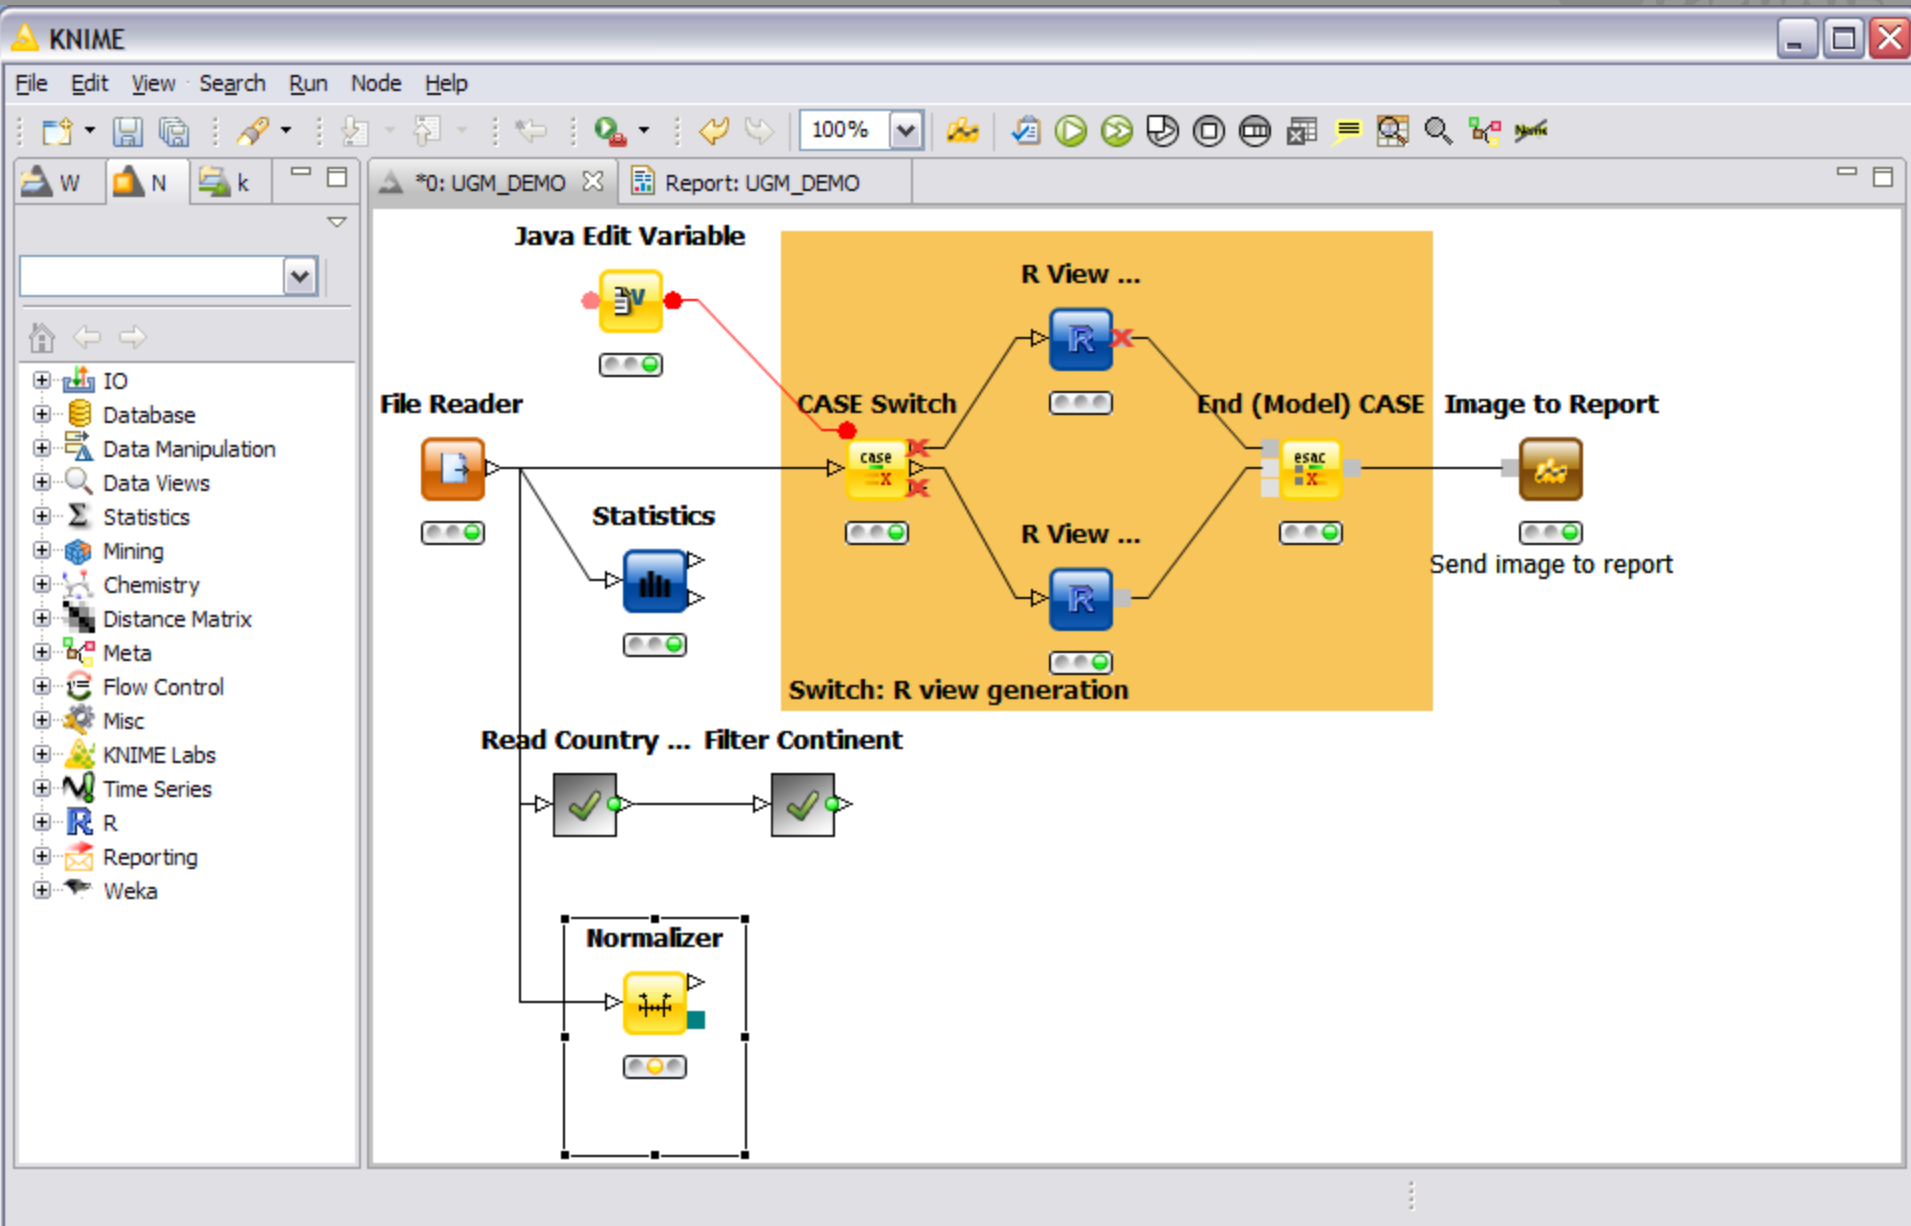 KNIME
File Edit View Search Run Node Help
100%
W N k
*0: UGM_DEMO Report: UGM_DEMO
IO
Database
Data Manipulation
Data Views
Statistics
Mining
Chemistry
Distance Matrix
Meta
Flow Control
Misc
KNIME Labs
Time Series
R
Reporting
Weka
Java Edit Variable
V
R View ...
R
File Reader
CASE Switch
End (Model) CASE
Image to Report
case
x
esac
x
Statistics
R View ...
R
Send image to report
Switch: R view generation
Read Country ... Filter Continent
Normalizer